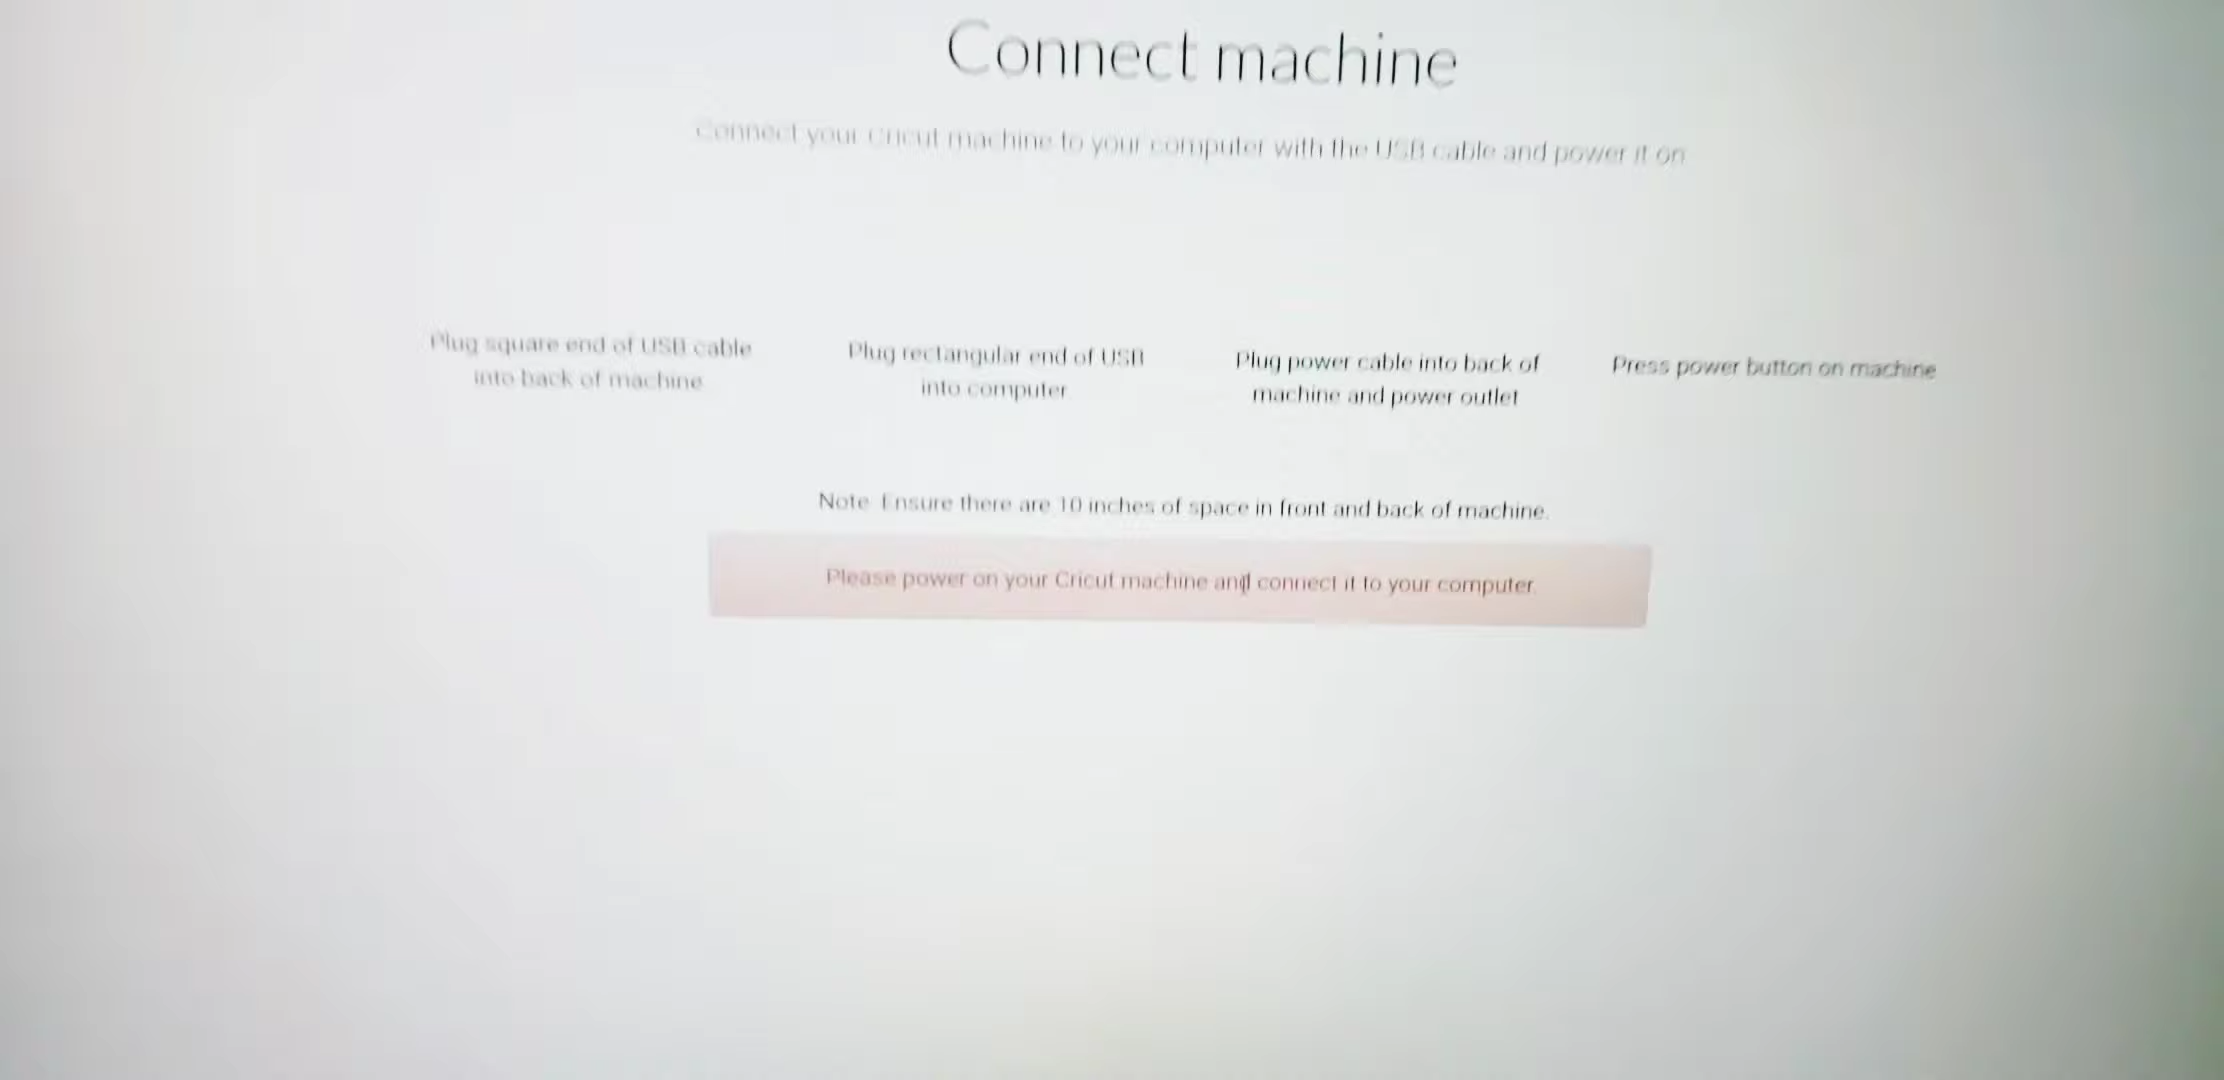 Connect machine
Connect your Cricut machine to your computer with the USB cable and power it on
Plug square end of USB cable
into back of machine
Plug rectangular end of USB
into computer
Plug power cable into back of
machine and power outlet
Press power button on machine
Note: Ensure there are 10 inches of space in front and back of machine.
Please power on your Cricut machine and connect it to your computer.